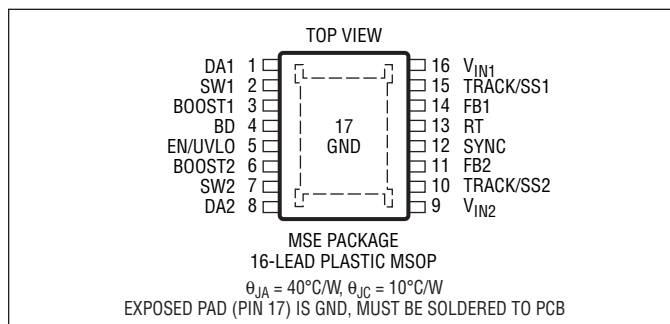 TOP VIEW
DA1 1
SW1 2
BOOST1 3
BD 4
EN/UVLO 5
BOOST2 6
SW2 7
DA2 8
17
GND
16 VIN1
15 TRACK/SS1
14 FB1
13 RT
12 SYNC
11 FB2
10 TRACK/SS2
9 VIN2
MSE PACKAGE
16-LEAD PLASTIC MSOP
θJA = 40°C/W, θJC = 10°C/W
EXPOSED PAD (PIN 17) IS GND, MUST BE SOLDERED TO PCB